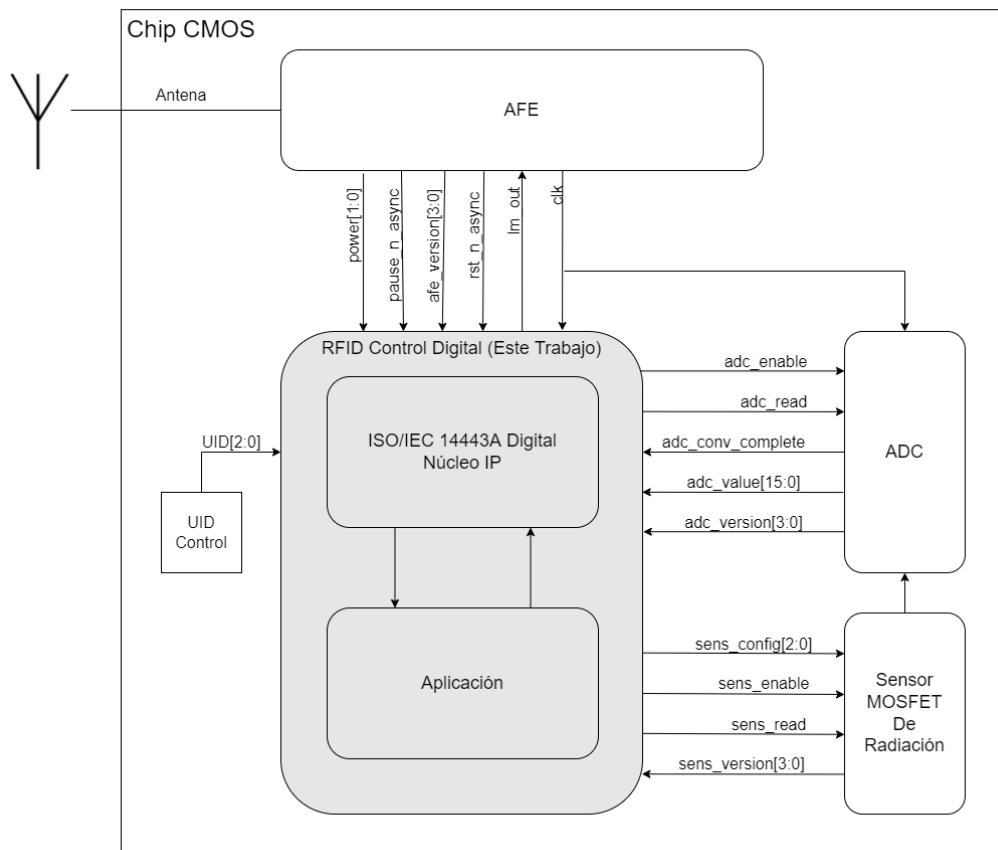 Chip CMOS
Antena
AFE
power[1:0]
pause_n_async
afe_version[3:0]
rst_n_async
lm_out
clk
RFID Control Digital (Este Trabajo)
ISO/IEC 14443A Digital
Núcleo IP
UID[2:0]
UID
Control
Aplicación
adc_enable
adc_read
adc_conv_complete
adc_value[15:0]
adc_version[3:0]
ADC
sens_config[2:0]
sens_enable
sens_read
sens_version[3:0]
Sensor
MOSFET
De
Radiación